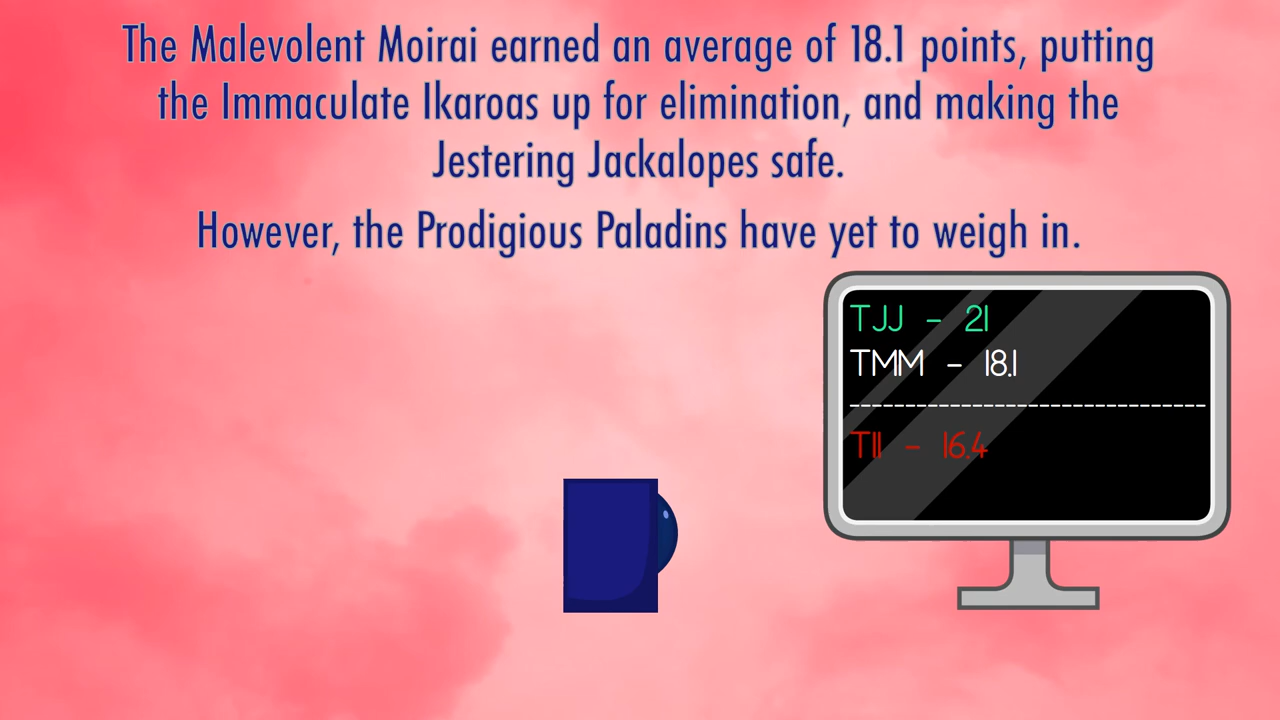 The Malevolent Moirai earned an average of 18.1 points, putting
the Immaculate Ikaroas up for elimination, and making the
Jestering Jackalopes safe.
However, the Prodigious Paladins have yet to weigh in.
TJJ - 21
TMM - 18.1
--------------------------------
TII - 16.4